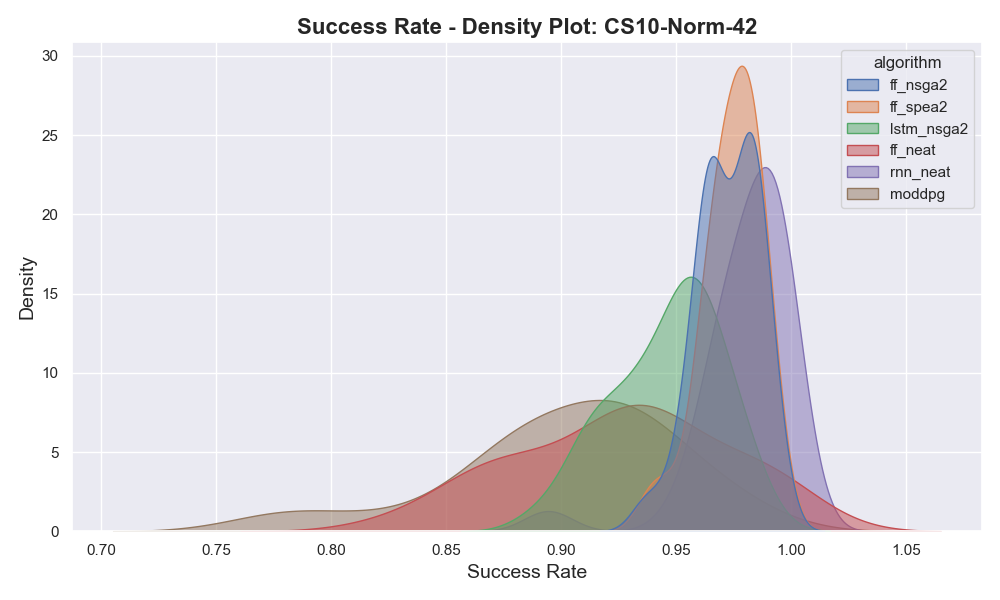 Success Rate - Density Plot: CS10-Norm-42
Density
30
25
20
15
10
5
0
0.70 0.75 0.80 0.85 0.90 0.95 1.00 1.05
Success Rate
algorithm
ff_nsga2
ff_spea2
lstm_nsga2
ff_neat
rnn_neat
moddpg